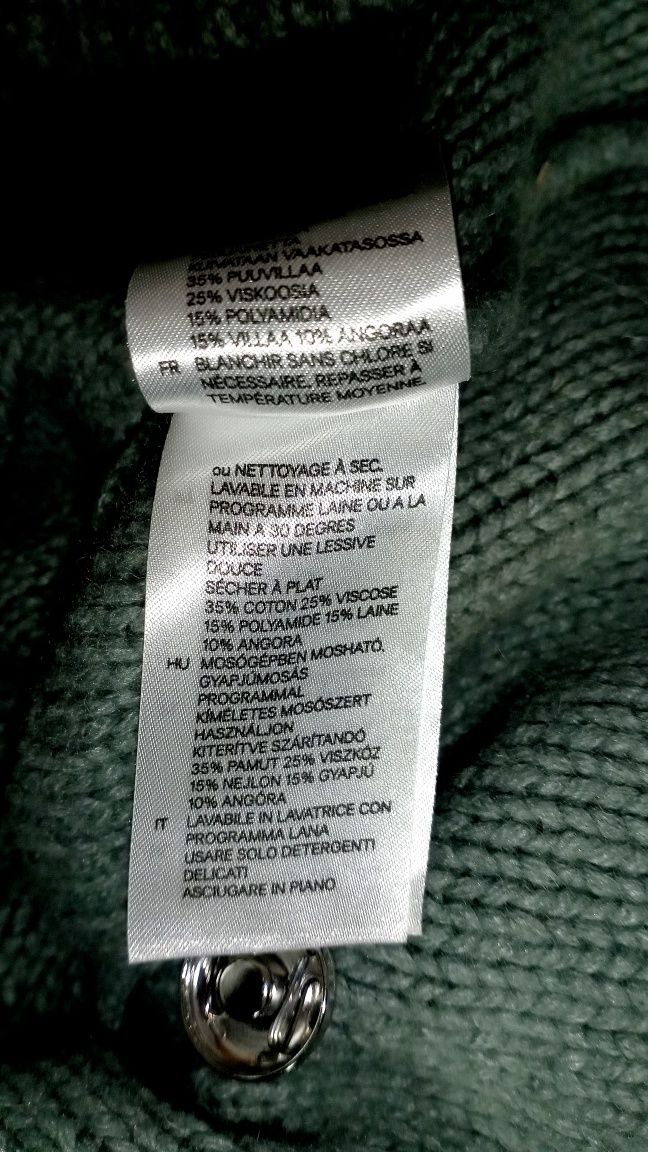 KUIVATAAN VAAKATASOSSA
35% PUUVILLAA
25% VISKOOSIA
15% POLYAMIDIA
15% VILLAA 10% ANGORAA
FR BLANCHIR SANS CHLORE SI
NÉCESSAIRE. REPASSER À
TEMPÉRATURE MOYENNE.
ou NETTOYAGE À SEC.
LAVABLE EN MACHINE SUR
PROGRAMME LAINE OU A LA
MAIN A 30 DEGRES
UTILISER UNE LESSIVE
DOUCE
SÉCHER À PLAT
35% COTON 25% VISCOSE
15% POLYAMIDE 15% LAINE
10% ANGORA
HU MOSÓGÉPBEN MOSHATÓ.
GYAPJÚMOSÁS
PROGRAMMAL
KÍMÉLETES MOSÓSZERT
HASZNÁLJON
KITERÍTVE SZÁRÍTANDÓ
35% PAMUT 25% VISZKÓZ
15% NEJLON 15% GYAPJÚ
10% ANGÓRA
IT LAVABILE IN LAVATRICE CON
PROGRAMMA LANA
USARE SOLO DETERGENTI
DELICATI
ASCIUGARE IN PIANO